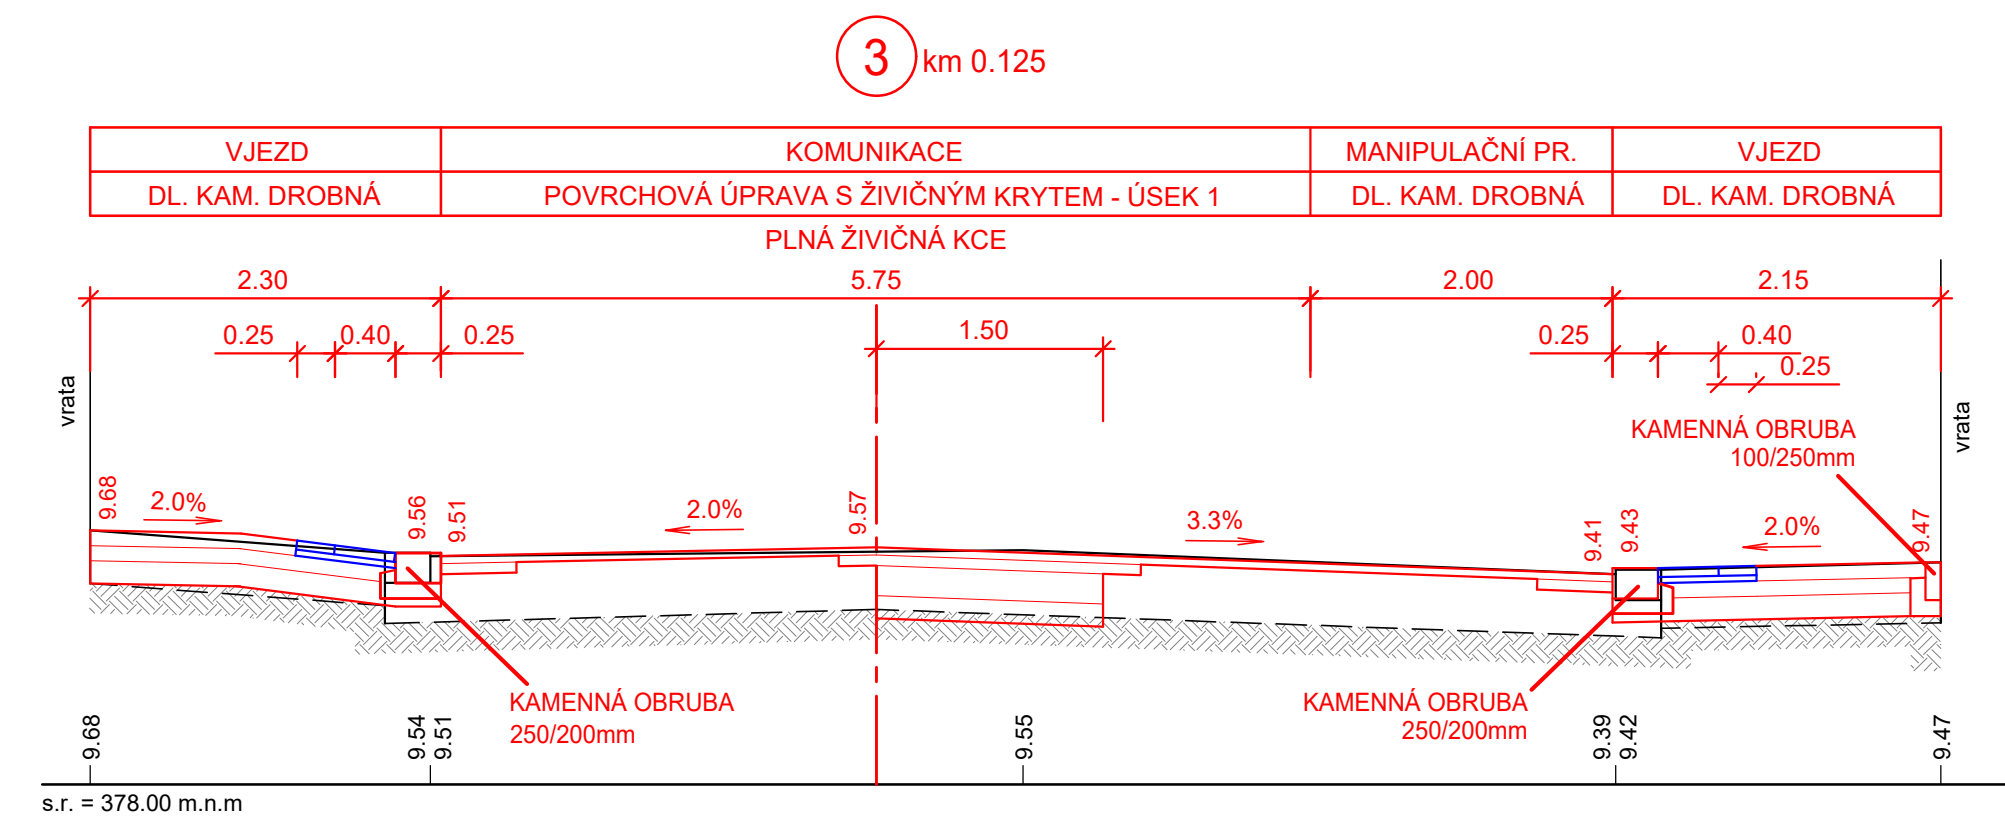 3 km 0.125
VJEZD KOMUNIKACE MANIPULAČNÍ PR. VJEZD
DL. KAM. DROBNÁ POVRCHOVÁ ÚPRAVA S ŽIVIČNÝM KRYTEM - ÚSEK 1 DL. KAM. DROBNÁ DL. KAM. DROBNÁ
PLNÁ ŽIVIČNÁ KCE
2.30 5.75 2.00 2.15
0.25 0.40 0.25 1.50 0.25 0.40
0.25
vrata
vrata
KAMENNÁ OBRUBA
100/250mm
9.68 2.0% 9.56 9.51 2.0% 9.57 3.3% 9.41 9.43 2.0% 9.47
KAMENNÁ OBRUBA
250/200mm
KAMENNÁ OBRUBA
250/200mm
9.68 9.54 9.51 9.55 9.39 9.42 9.47
s.r. = 378.00 m.n.m